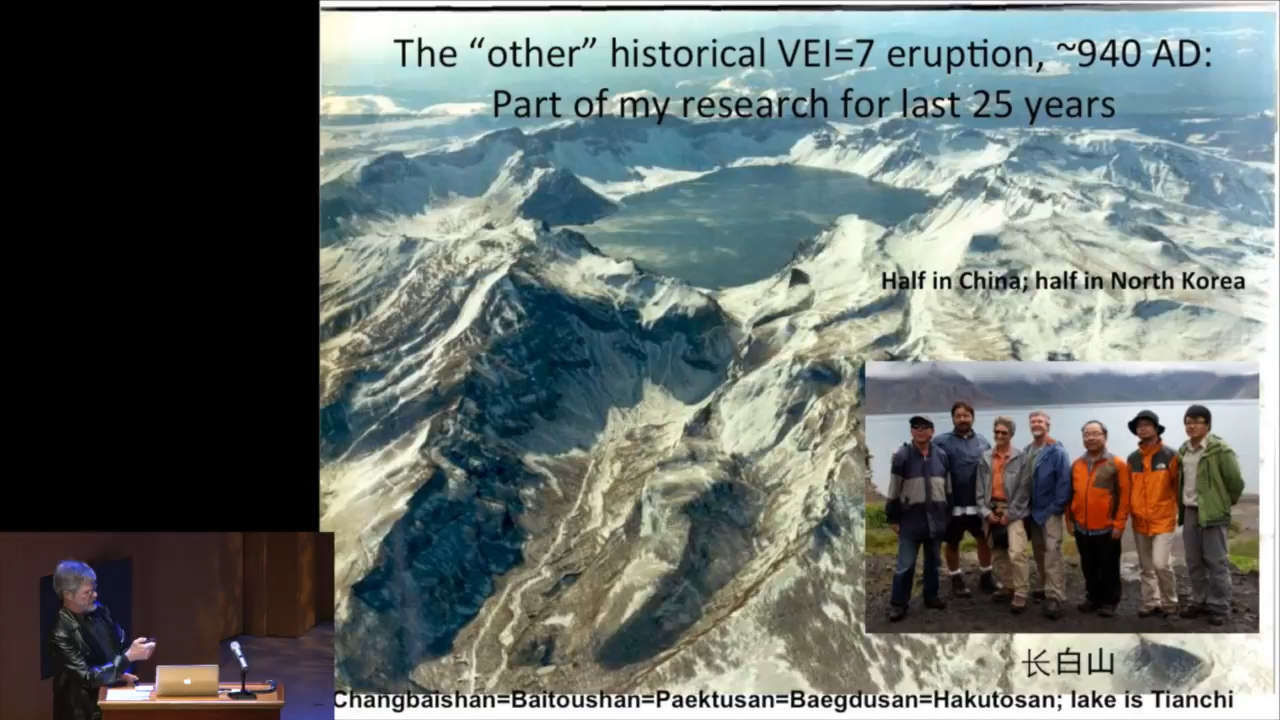 The “other” historical VEI=7 eruption, ~940 AD:
Part of my research for last 25 years
Half in China; half in North Korea
长白山
Changbaishan=Baitoushan=Paektusan=Baegdusan=Hakutosan; lake is Tianchi